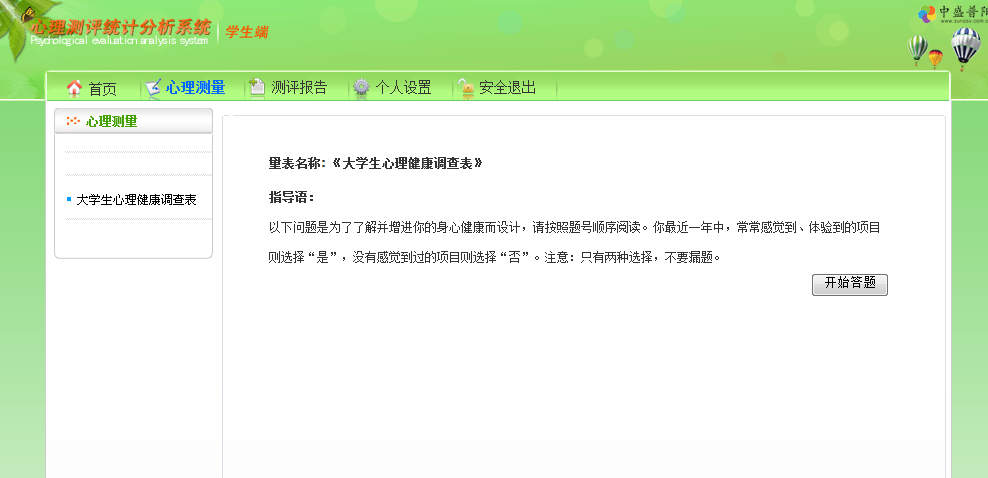 心理测评统计分析系统
学生端
Psychological evaluation analysis system
中盛普阳
首页 心理测量 测评报告 个人设置 安全退出
心理测量
大学生心理健康调查表
量表名称:《大学生心理健康调查表》
指导语:
以下问题是为了了解并增进你的身心健康而设计，请按照题号顺序阅读。你最近一年中，常常感觉到、体验到的项目
则选择“是”，没有感觉到过的项目则选择“否”。注意：只有两种选择，不要漏题。
开始答题